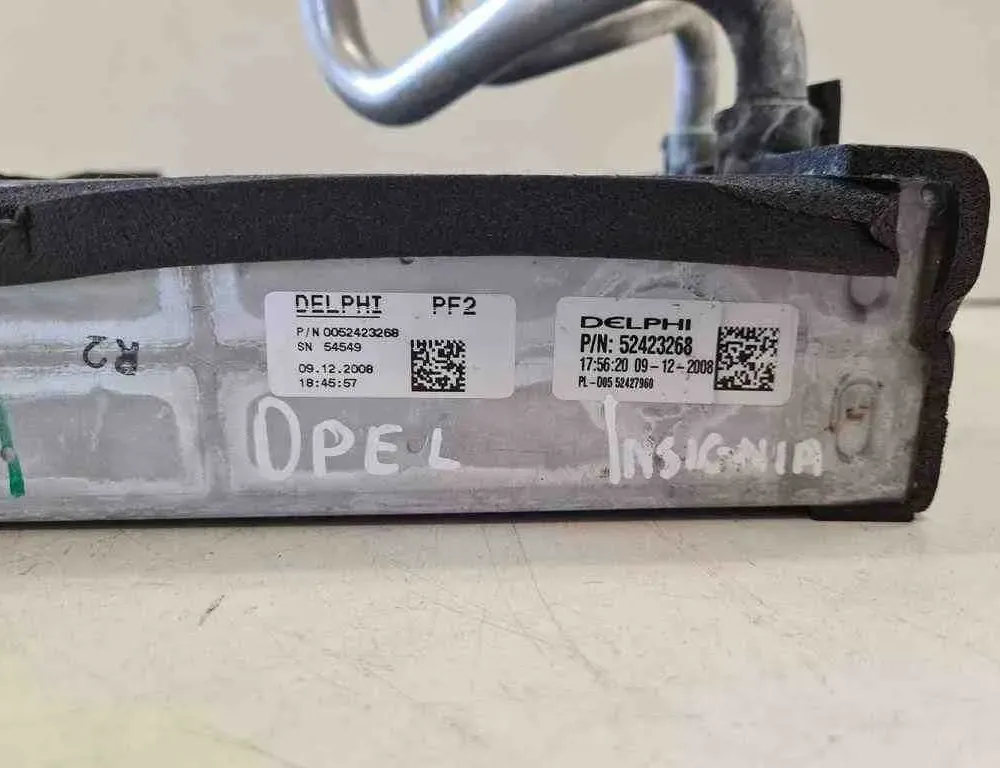 DELPHI PF2
P/N 0052423268
SN 54549
09.12.2008
18:45:57
DELPHI
P/N: 52423268
17:56:20 09-12-2008
PL-005 52427960
R2
OPEL INSIGNIA